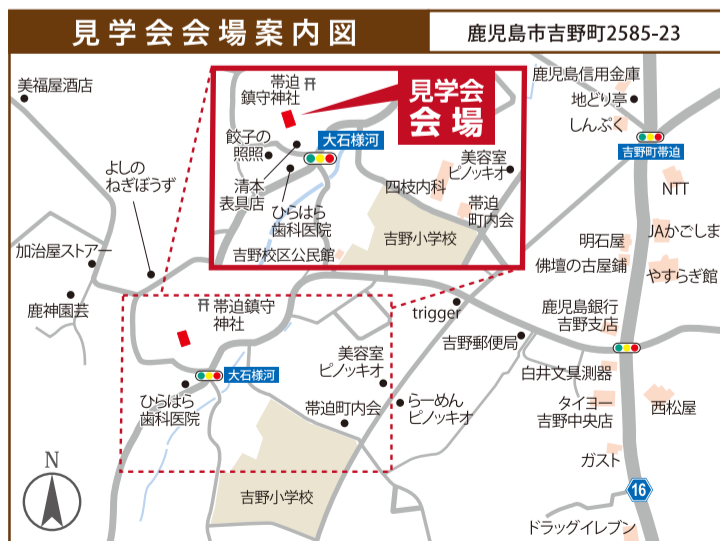 見学会会場案内図
鹿児島市吉野町2585-23
美福屋酒店
よしの
ねぎぼうず
加治屋ストアー
鹿神園芸
帯迫
鎮守神社
見学会
会場
餃子の
照照
大石様河
清本
表具店
ひらはら
歯科医院
美容室
ピノッキオ
四枝内科
帯迫
町内会
吉野小学校
吉野校区公民館
鹿児島信用金庫
地どり亭
しんぷく
吉野町帯迫
NTT
JAかごしま
明石屋
佛壇の古屋鋪
やすらぎ館
帯迫鎮守
神社
trigger
鹿児島銀行
吉野支店
吉野郵便局
大石様河
美容室
ピノッキオ
ひらはら
歯科医院
帯迫町内会
らーめん
ピノッキオ
白井文具測器
タイヨー
吉野中央店
西松屋
ガスト
吉野小学校
16
ドラッグイレブン
N